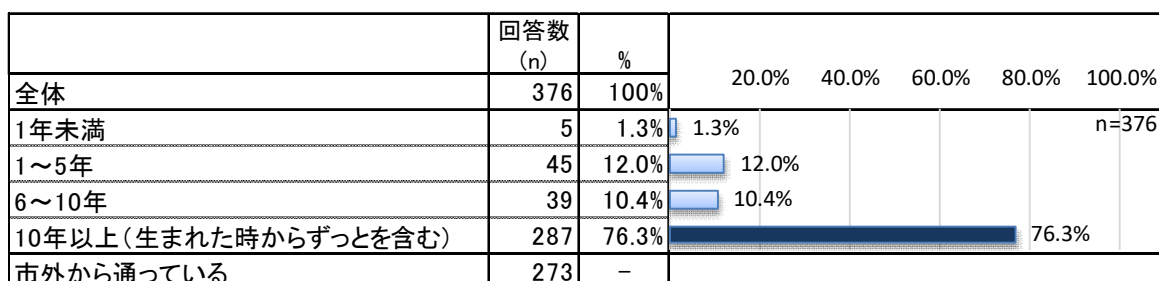 回答数
(n) %
20.0% 40.0% 60.0% 80.0% 100.0%
全体 376 100%
1年未満 5 1.3% 1.3% n=376
1～5年 45 12.0% 12.0%
6～10年 39 10.4% 10.4%
10年以上（生まれた時からずっとを含む） 287 76.3% 76.3%
市外から通っている 273 －